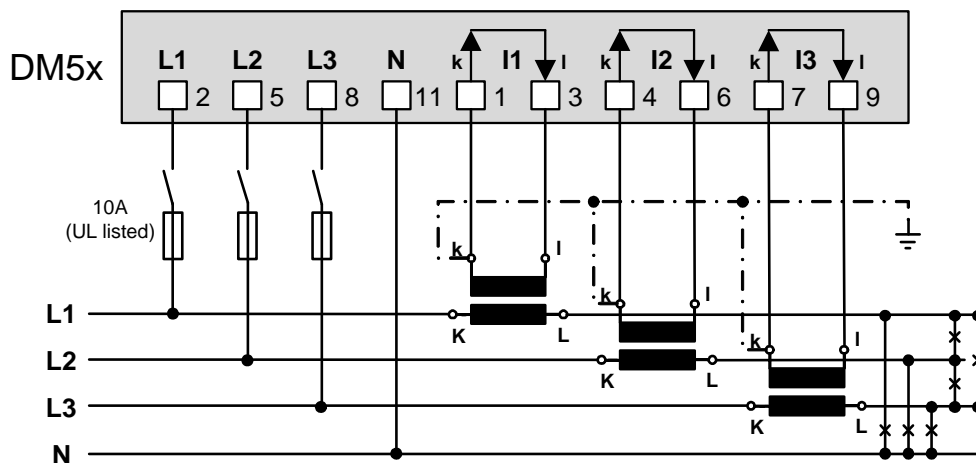 DM5x
L1 L2 L3 N k I1 l k I2 l k I3 l
2 5 8 11 1 3 4 6 7 9
10A
(UL listed)
k l
k l
L1 K L
k l
L2 K L
L3 K L
N